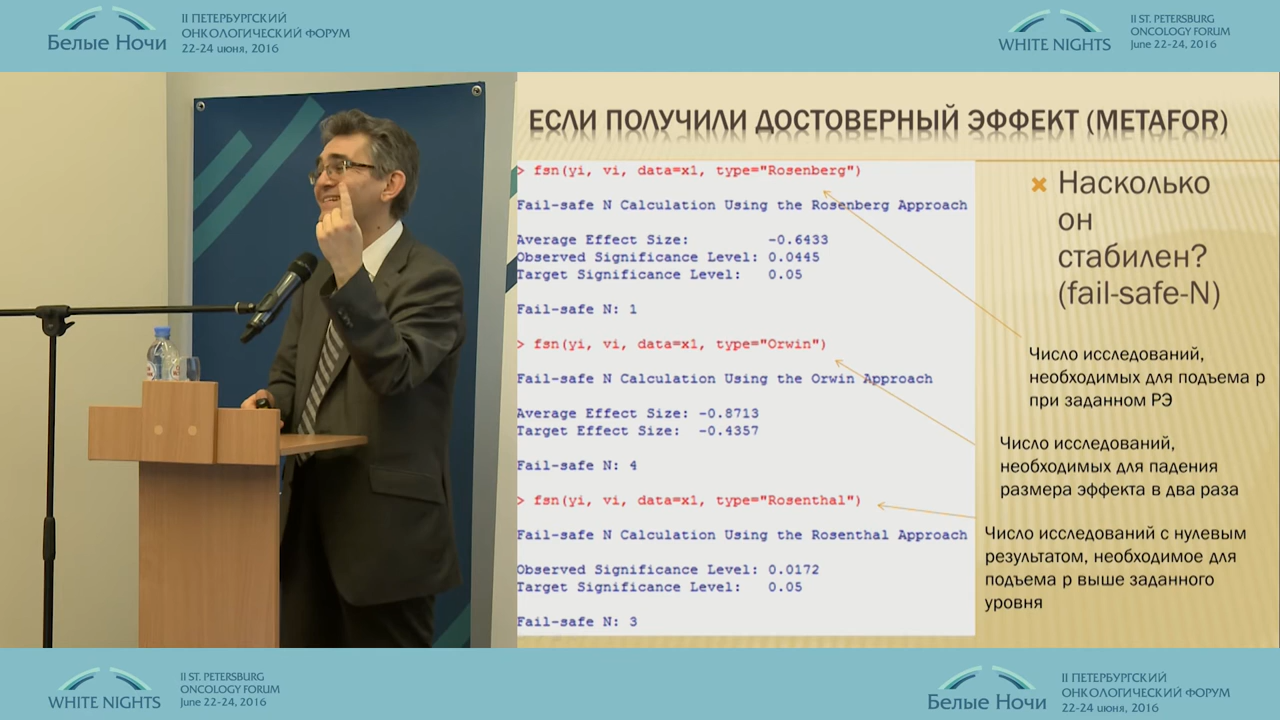 Белые Ночи
II ПЕТЕРБУРГСКИЙ
ОНКОЛОГИЧЕСКИЙ ФОРУМ
22-24 июня, 2016
WHITE NIGHTS
II ST. PETERSBURG
ONCOLOGY FORUM
June 22-24, 2016
ЕСЛИ ПОЛУЧИЛИ ДОСТОВЕРНЫЙ ЭФФЕКТ (METAFOR)
> fsn(yi, vi, data=x1, type="Rosenberg")
Fail-safe N Calculation Using the Rosenberg Approach
Average Effect Size: -0.6433
Observed Significance Level: 0.0445
Target Significance Level: 0.05
Fail-safe N: 1
> fsn(yi, vi, data=x1, type="Orwin")
Fail-safe N Calculation Using the Orwin Approach
Average Effect Size: -0.8713
Target Effect Size: -0.4357
Fail-safe N: 4
> fsn(yi, vi, data=x1, type="Rosenthal")
Fail-safe N Calculation Using the Rosenthal Approach
Observed Significance Level: 0.0172
Target Significance Level: 0.05
Fail-safe N: 3
Насколько
он
стабилен?
(fail-safe-N)
Число исследований,
необходимых для подъема р
при заданном РЭ
Число исследований,
необходимых для падения
размера эффекта в два раза
Число исследований с нулевым
результатом, необходимое для
подъема р выше заданного
уровня
WHITE NIGHTS
II ST. PETERSBURG
ONCOLOGY FORUM
June 22-24, 2016
Белые Ночи
II ПЕТЕРБУРГСКИЙ
ОНКОЛОГИЧЕСКИЙ ФОРУМ
22-24 июня, 2016